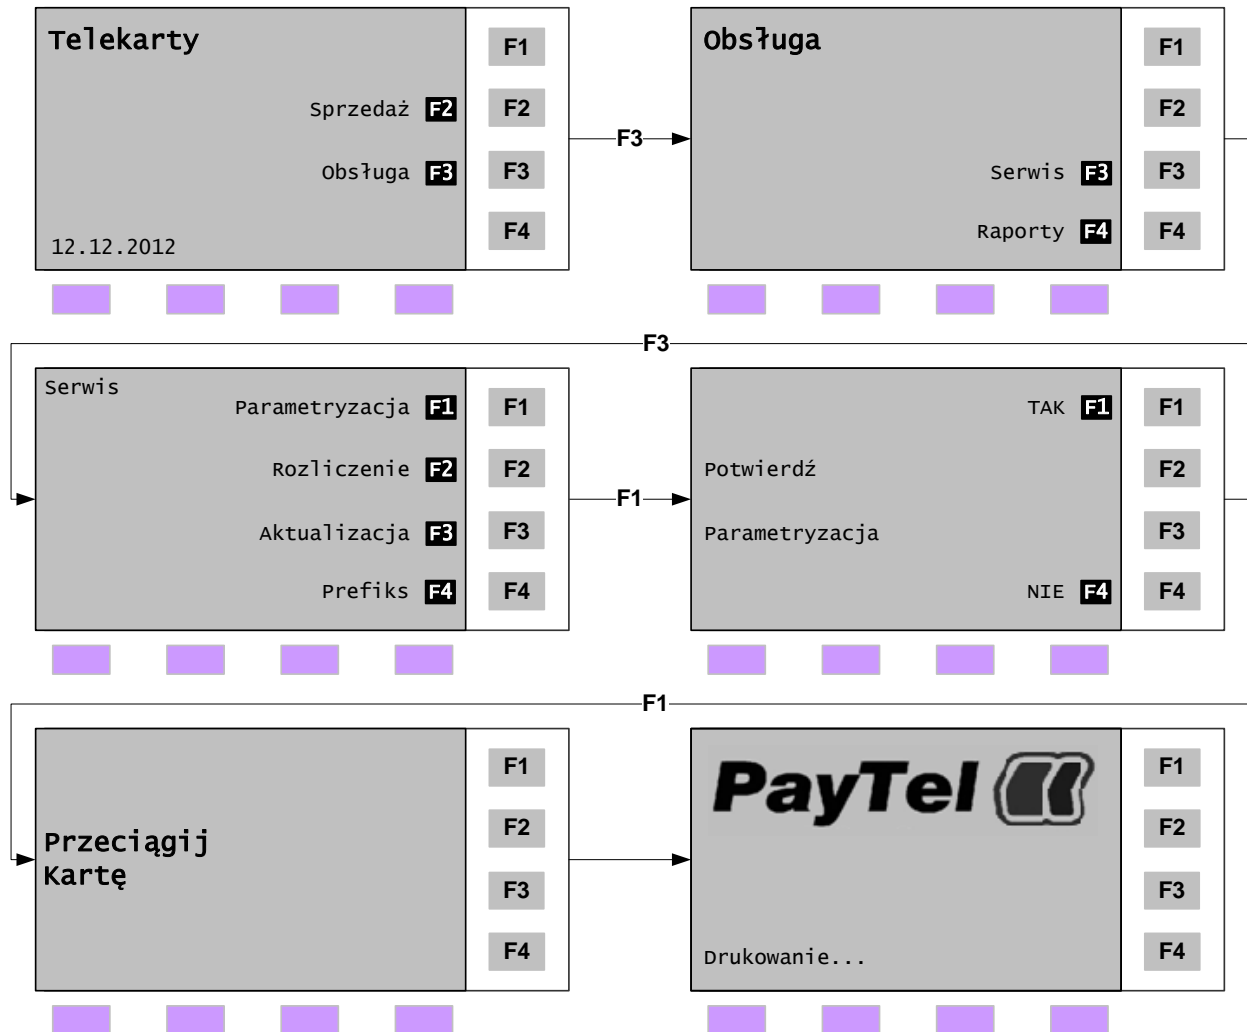 Telekarty
F1
Sprzedaż F2
F2
Obsługa F3
F3
12.12.2012
F4
F3
Obsługa
F1
F2
Serwis F3
F3
Raporty F4
F4
F3
Serwis
Parametryzacja F1
F1
Rozliczenie F2
F2
Aktualizacja F3
F3
Prefiks F4
F4
F1
TAK F1
F1
Potwierdź
F2
Parametryzacja
F3
NIE F4
F4
F1
Przeciągij
Kartę
F1
F2
F3
F4
PayTel
F1
F2
F3
Drukowanie...
F4